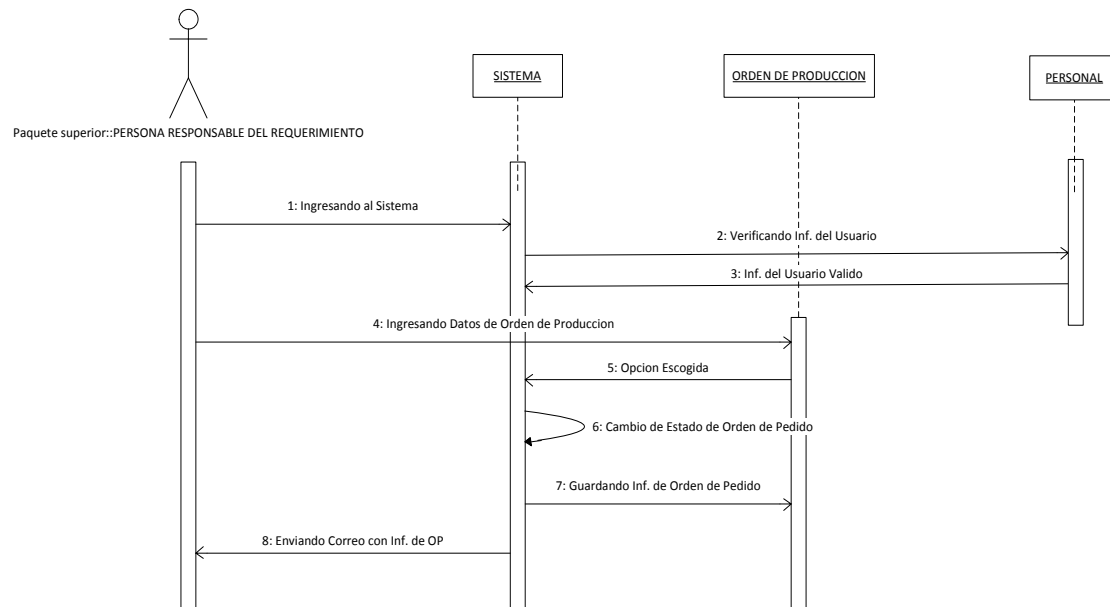 SISTEMA
ORDEN DE PRODUCCION
PERSONAL
Paquete superior::PERSONA RESPONSABLE DEL REQUERIMIENTO
1: Ingresando al Sistema
2: Verificando Inf. del Usuario
3: Inf. del Usuario Valido
4: Ingresando Datos de Orden de Produccion
5: Opcion Escogida
6: Cambio de Estado de Orden de Pedido
7: Guardando Inf. de Orden de Pedido
8: Enviando Correo con Inf. de OP